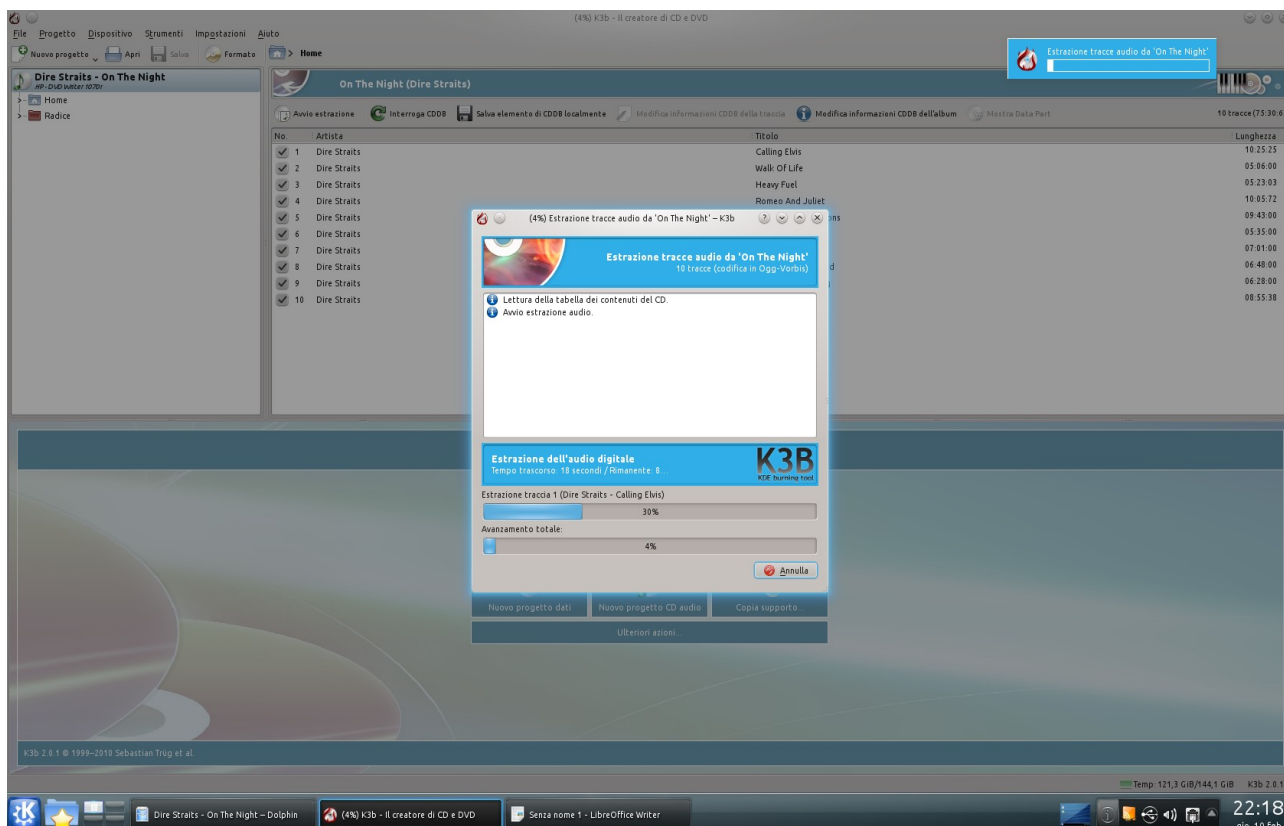 (4%) K3b - Il creatore di CD e DVD
File Progetto Dispositivo Strumenti Impostazioni Aiuto
Nuovo progetto Apri Salva Formato > Home
Estrazione tracce audio da 'On The Night'
Dire Straits - On The Night
HP - DVD Writer 1070r
Home
Radice
On The Night (Dire Straits)
Avvio estrazione Interroga CDDB Salva elemento di CDDB localmente Modifica informazioni CDDB della traccia Modifica informazioni CDDB dell'album Mostra Data Part 10 tracce (75:30:6
No. Artista Titolo Lunghezza
1 Dire Straits Calling Elvis 10:25:25
2 Dire Straits Walk Of Life 05:06:00
3 Dire Straits Heavy Fuel 05:23:03
4 Dire Straits Romeo And Juliet 10:05:72
5 Dire Straits ons 09:43:00
6 Dire Straits 05:35:00
7 Dire Straits 07:01:00
8 Dire Straits d 06:48:00
9 Dire Straits 06:28:00
10 Dire Straits 08:55:38
(4%) Estrazione tracce audio da 'On The Night' – K3b
Estrazione tracce audio da 'On The Night'
10 tracce (codifica in Ogg-Vorbis)
Lettura della tabella dei contenuti del CD.
Avvio estrazione audio.
Estrazione dell'audio digitale
Tempo trascorso: 18 secondi / Rimanente: 8...
K3B
KDE burning tool
Estrazione traccia 1 (Dire Straits - Calling Elvis)
30%
Avanzamento totale:
4%
Annulla
Nuovo progetto dati Nuovo progetto CD audio Copia supporto...
Ulteriori azioni...
K3b 2.0.1 © 1999–2010 Sebastian Trüg et al.
Temp: 121,3 GiB/144,1 GiB K3b 2.0.1
Dire Straits - On The Night – Dolphin (4%) K3b - Il creatore di CD e DVD Senza nome 1 - LibreOffice Writer 22:18
gio, 10 feb